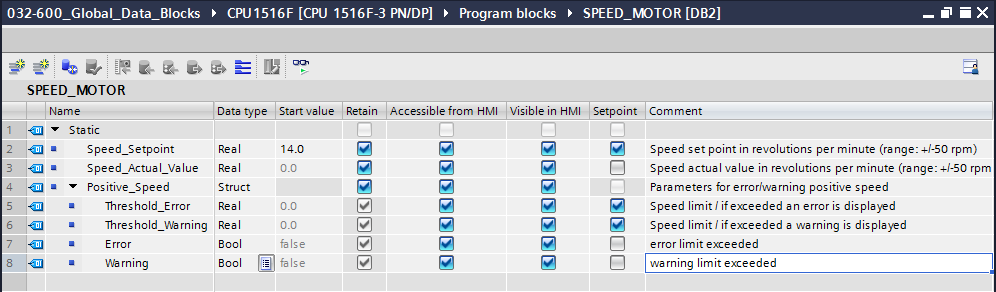 032-600_Global_Data_Blocks ▸ CPU1516F [CPU 1516F-3 PN/DP] ▸ Program blocks ▸ SPEED_MOTOR [DB2]
SPEED_MOTOR
Name Data type Start value Retain Accessible from HMI Visible in HMI Setpoint Comment
1 Static
2 Speed_Setpoint Real 14.0 Speed set point in revolutions per minute (range: +/-50 rpm)
3 Speed_Actual_Value Real 0.0 Speed actual value in revolutions per minute (range: +/-50 rpm
4 Positive_Speed Struct Parameters for error/warning positive speed
5 Threshold_Error Real 0.0 Speed limit / if exceeded an error is displayed
6 Threshold_Warning Real 0.0 Speed limit / if exceeded a warning is displayed
7 Error Bool false error limit exceeded
8 Warning Bool false warning limit exceeded